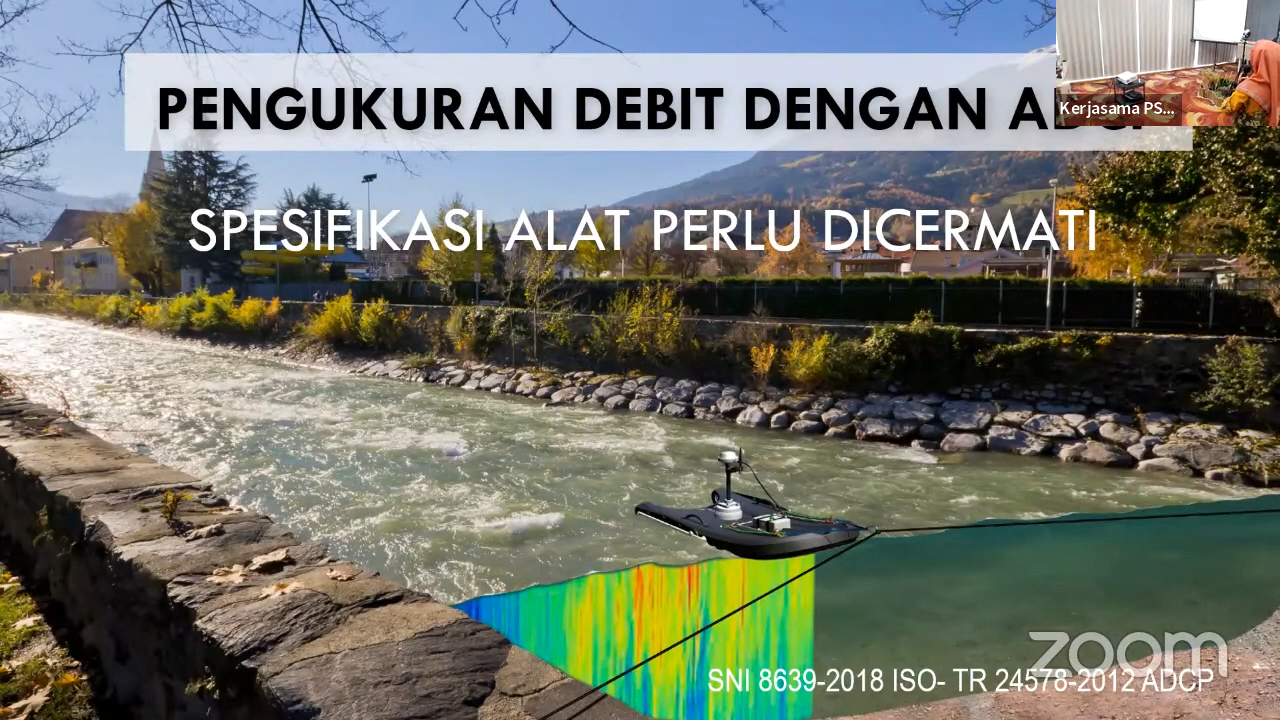 PENGUKURAN DEBIT DENGAN
Kerjasama PS...
SPESIFIKASI ALAT PERLU DICERMATI
zoom
SNI 8639-2018 ISO- TR 24578-2012 ADCP